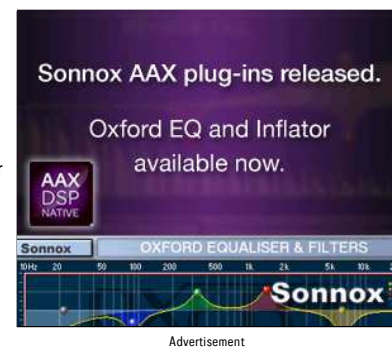 Sonnox AAX plug-ins released.
Oxford EQ and Inflator
available now.
AAX
DSP
NATIVE
Sonnox OXFORD EQUALISER & FILTERS
10Hz 20 50 100 200 500 1k 2k 5k 10k
Sonnox
Advertisement